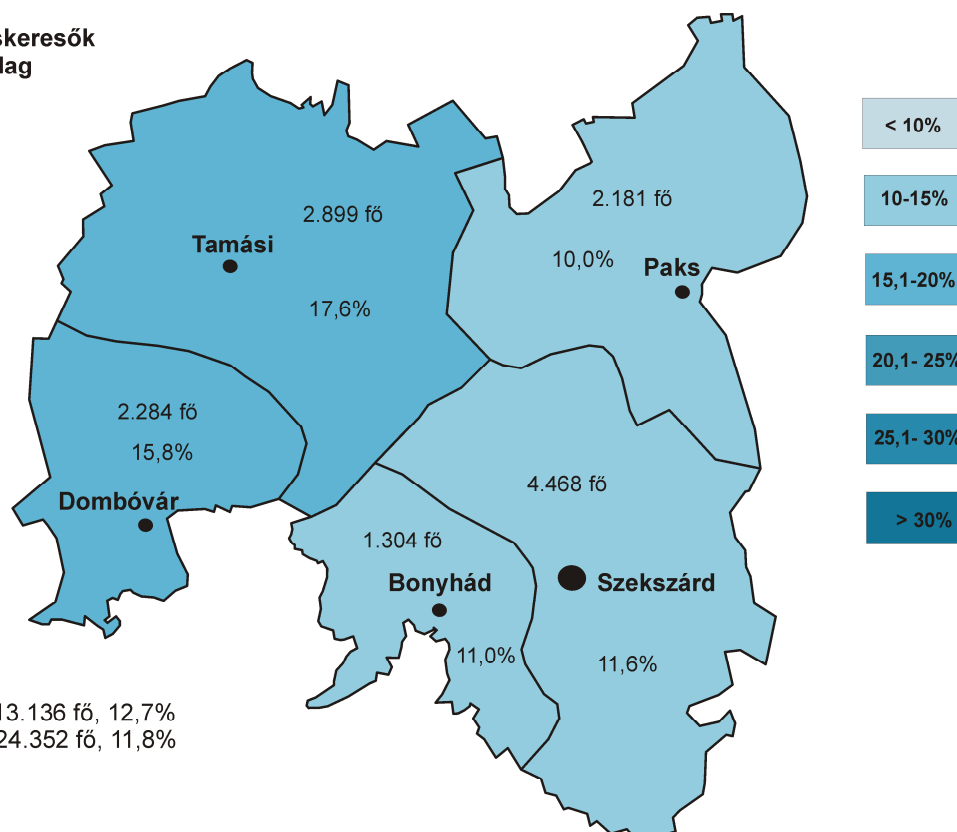 skeresők
lag
< 10%
10-15%
15,1-20%
20,1- 25%
25,1- 30%
> 30%
2.899 fő
Tamási
17,6%
2.181 fő
10,0%
Paks
2.284 fő
15,8%
Dombóvár
4.468 fő
Szekszárd
11,6%
1.304 fő
Bonyhád
11,0%
13.136 fő, 12,7%
24.352 fő, 11,8%